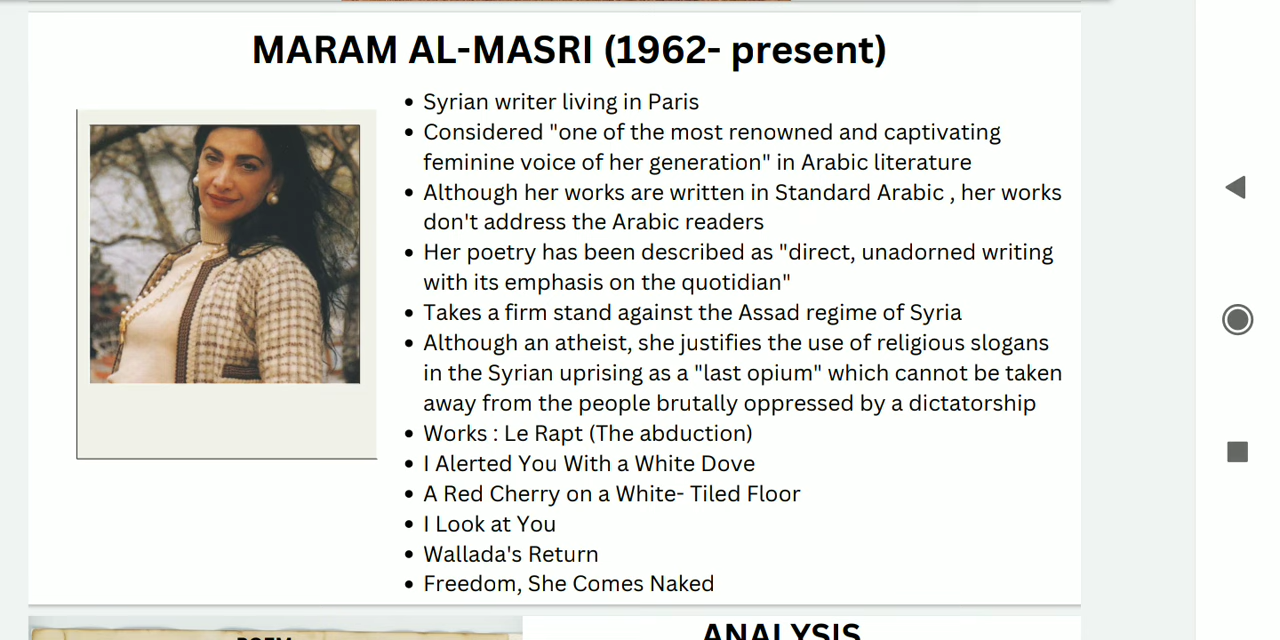 MARAM AL-MASRI (1962- present)
Syrian writer living in Paris
Considered "one of the most renowned and captivating
feminine voice of her generation" in Arabic literature
Although her works are written in Standard Arabic , her works
don't address the Arabic readers
Her poetry has been described as "direct, unadorned writing
with its emphasis on the quotidian"
Takes a firm stand against the Assad regime of Syria
Although an atheist, she justifies the use of religious slogans
in the Syrian uprising as a "last opium" which cannot be taken
away from the people brutally oppressed by a dictatorship
Works : Le Rapt (The abduction)
I Alerted You With a White Dove
A Red Cherry on a White- Tiled Floor
I Look at You
Wallada's Return
Freedom, She Comes Naked
POEM
ANALYSIS